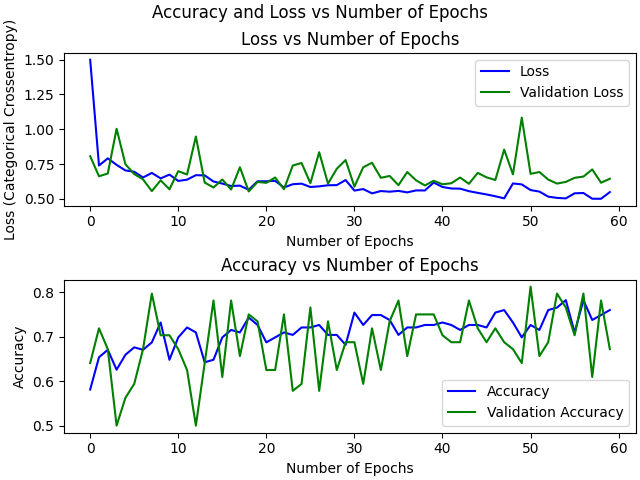 Accuracy and Loss vs Number of Epochs
Loss vs Number of Epochs
Loss (Categorical Crossentropy)
1.50
1.25
1.00
0.75
0.50
Loss
Validation Loss
0 10 20 30 40 50 60
Number of Epochs
Accuracy vs Number of Epochs
Accuracy
0.8
0.7
0.6
0.5
Accuracy
Validation Accuracy
0 10 20 30 40 50 60
Number of Epochs